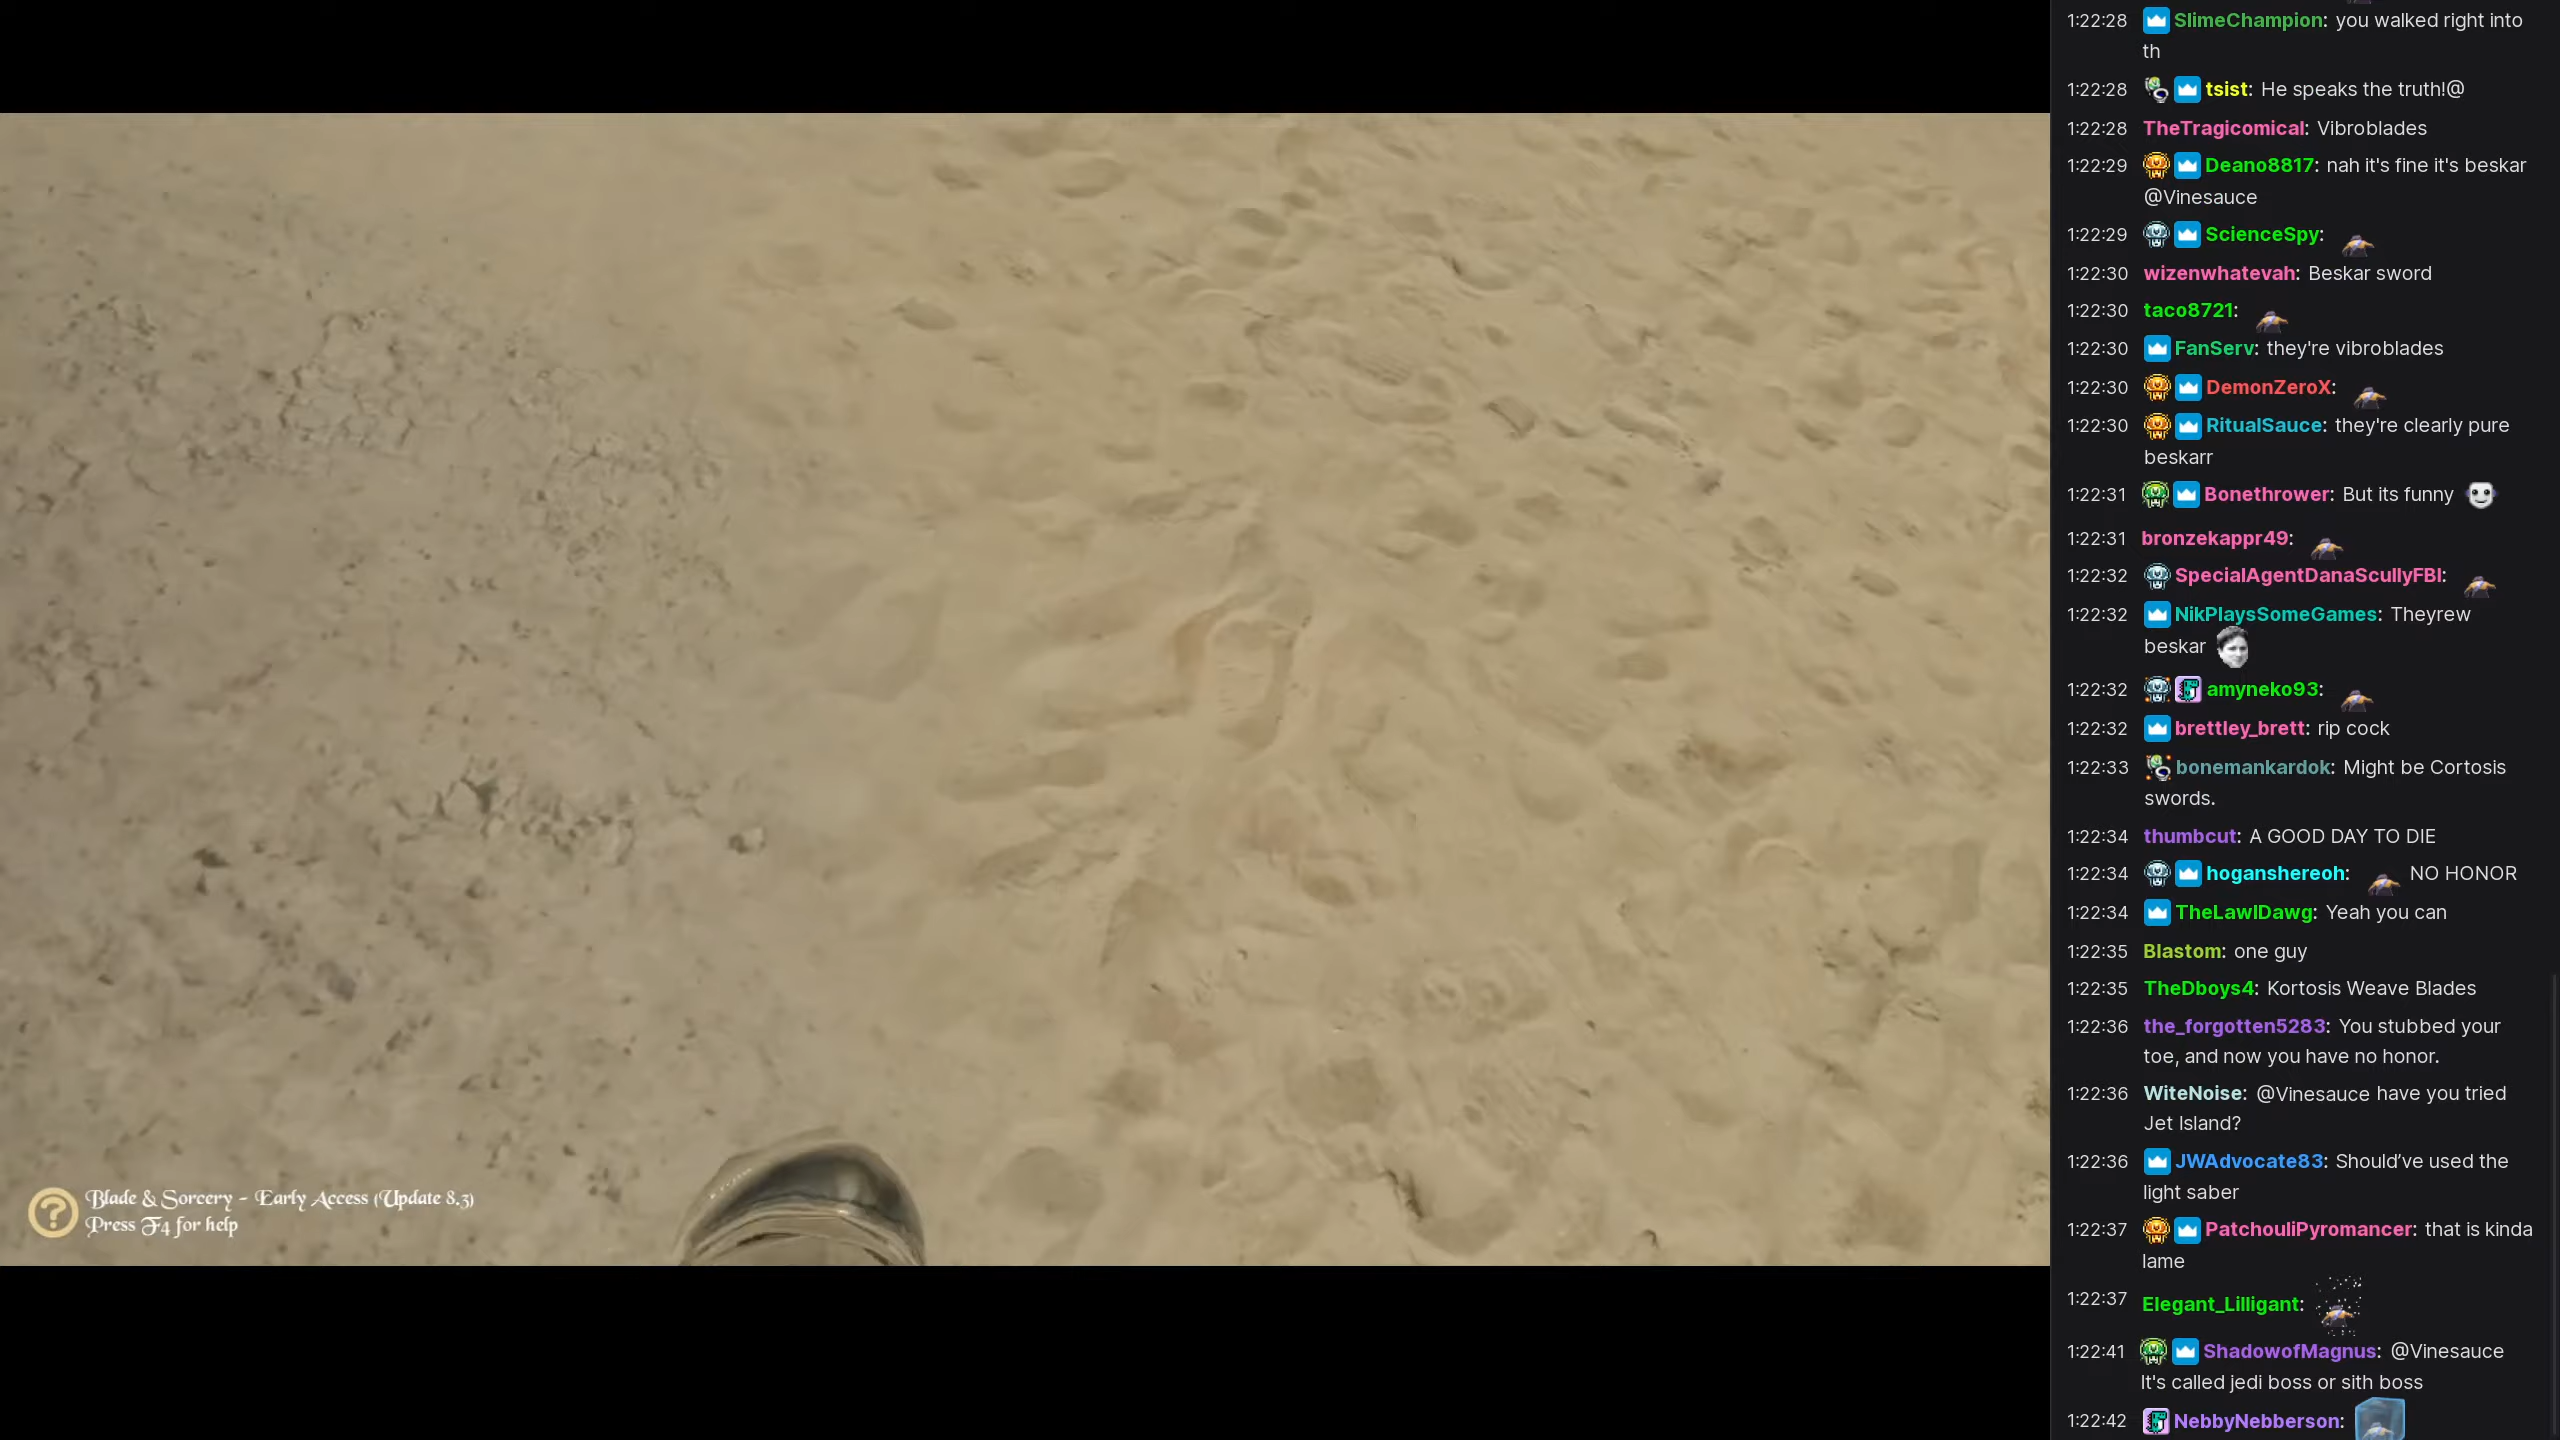 Blade & Sorcery - Early Access (Update 8.3)
Press F4 for help
1:22:28 SlimeChampion: you walked right into
th
1:22:28 tsist: He speaks the truth!@
1:22:28 TheTragicomical: Vibroblades
1:22:29 Deano8817: nah it's fine it's beskar
@Vinesauce
1:22:29 ScienceSpy:
1:22:30 wizenwhatevah: Beskar sword
1:22:30 taco8721:
1:22:30 FanServ: they're vibroblades
1:22:30 DemonZeroX:
1:22:30 RitualSauce: they're clearly pure
beskarr
1:22:31 Bonethrower: But its funny
1:22:31 bronzekappr49:
1:22:32 SpecialAgentDanaScullyFBI:
1:22:32 NikPlaysSomeGames: Theyrew
beskar
1:22:32 amyneko93:
1:22:32 brettley_brett: rip cock
1:22:33 bonemankardok: Might be Cortosis
swords.
1:22:34 thumbcut: A GOOD DAY TO DIE
1:22:34 hoganshereoh: NO HONOR
1:22:34 TheLawlDawg: Yeah you can
1:22:35 Blastom: one guy
1:22:35 TheDboys4: Kortosis Weave Blades
1:22:36 the_forgotten5283: You stubbed your
toe, and now you have no honor.
1:22:36 WiteNoise: @Vinesauce have you tried
Jet Island?
1:22:36 JWAdvocate83: Should’ve used the
light saber
1:22:37 PatchouliPyromancer: that is kinda
lame
1:22:37 Elegant_Lilligant:
1:22:41 ShadowofMagnus: @Vinesauce
It's called jedi boss or sith boss
1:22:42 NebbyNebberson: